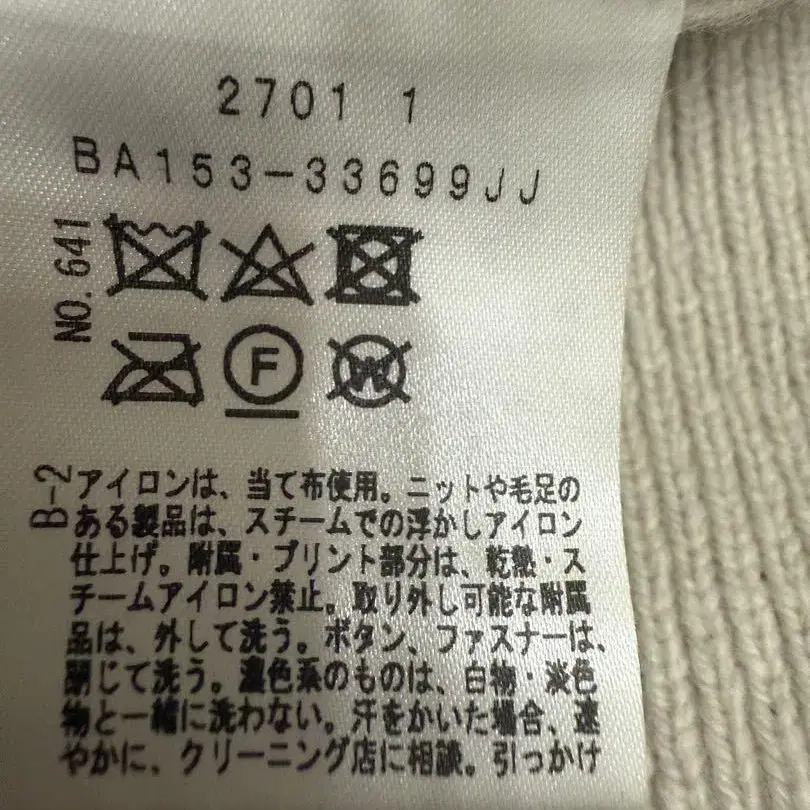 2701 1
BA153-33699JJ
NO.641
F
W
B-2
アイロンは、当て布使用。ニットや毛足の
ある製品は、スチームでの浮かしアイロン
仕上げ。附属・プリント部分は、乾熱・ス
チームアイロン禁止。取り外し可能な附属
品は、外して洗う。ボタン、ファスナーは、
閉じて洗う。濃色系のものは、白物・淡色
物と一緒に洗わない。汗をかいた場合、速
やかに、クリーニング店に相談。引っかけ